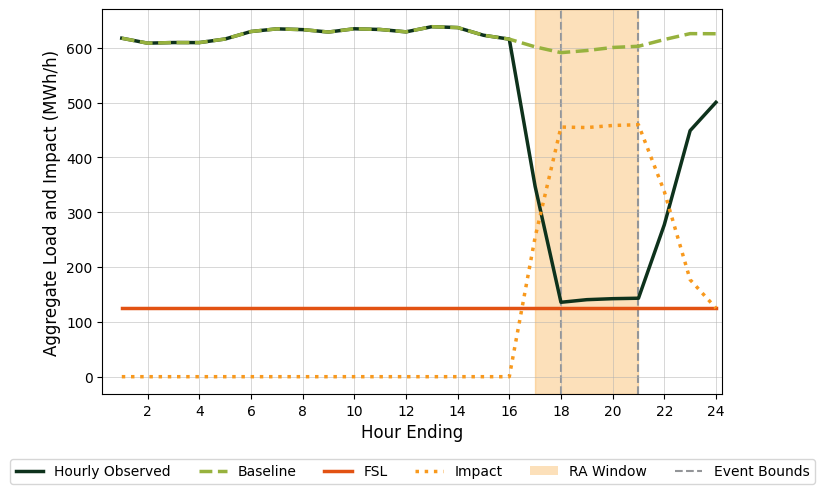 Aggregate Load and Impact (MWh/h)
600
500
400
300
200
100
0
2 4 6 8 10 12 14 16 18 20 22 24
Hour Ending
Hourly Observed Baseline FSL Impact RA Window Event Bounds